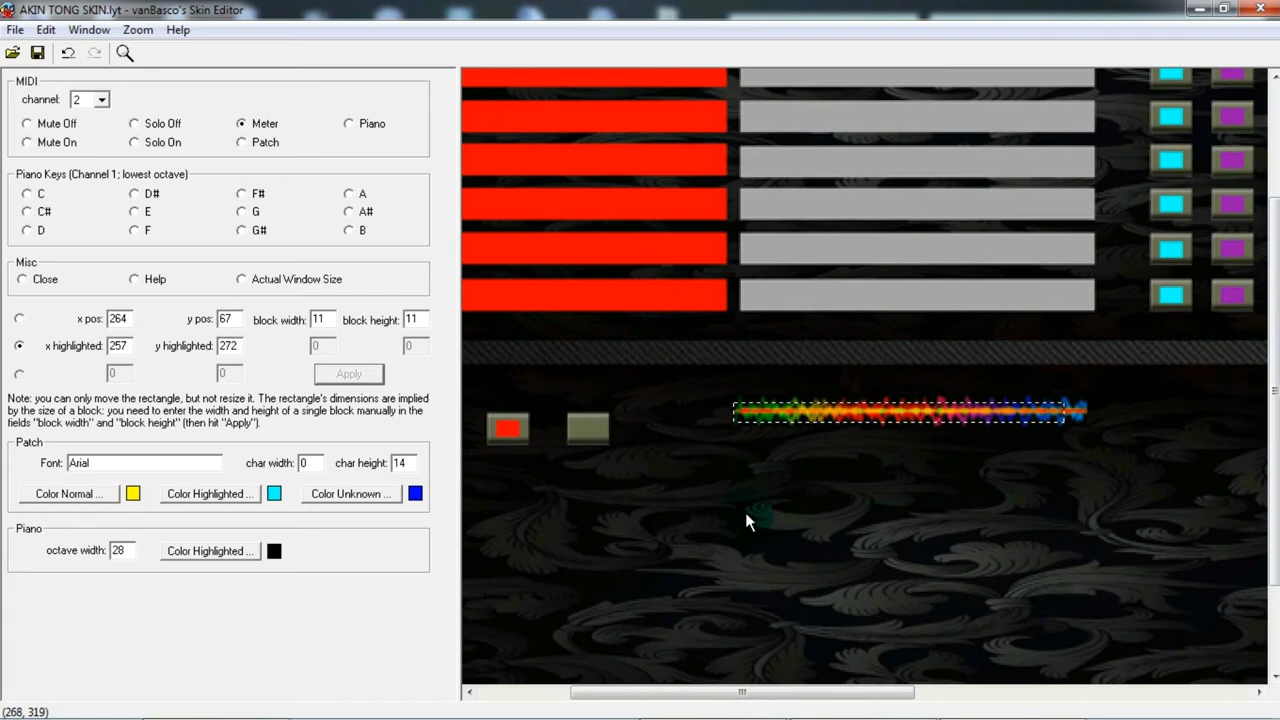 AKIN TONG SKIN.lyt - vanBasco's Skin Editor
File Edit Window Zoom Help
MIDI
channel: 2
Mute Off Solo Off Meter Piano
Mute On Solo On Patch
Piano Keys (Channel 1; lowest octave)
C D# F# A
C# E G A#
D F G# B
Misc
Close Help Actual Window Size
x pos: 264 y pos: 67 block width: 11 block height: 11
x highlighted: 257 y highlighted: 272 0 0
0 0 Apply
Note: you can only move the rectangle, but not resize it. The rectangle's dimensions are implied
by the size of a block: you need to enter the width and height of a single block manually in the
fields "block width" and "block height" (then hit "Apply").
Patch
Font: Arial char width: 0 char height: 14
Color Normal ... Color Highlighted ... Color Unknown ...
Piano
octave width: 28 Color Highlighted ...
(268, 319)